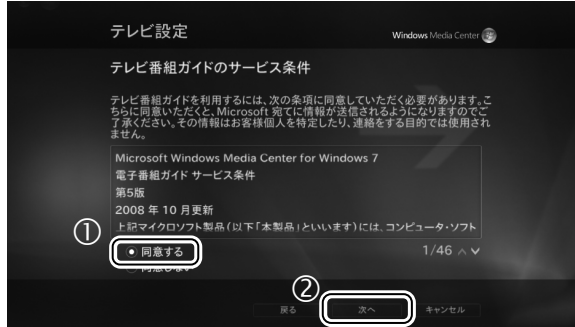 テレビ設定
Windows Media Center
テレビ番組ガイドのサービス条件
テレビ番組ガイドを利用するには、次の条項に同意していただく必要があります。こ
ちらに同意いただくと、Microsoft 宛てに情報が送信されるようになりますのでご
了承ください。その情報はお客様個人を特定したり、連絡をする目的では使用され
ません。
Microsoft Windows Media Center for Windows 7
電子番組ガイド サービス条件
第5版
2008 年 10 月更新
上記マイクロソフト製品(以下「本製品」といいます)には、コンピュータ・ソフト
①
同意する
1/46
同意しない
②
戻る
次へ
キャンセル